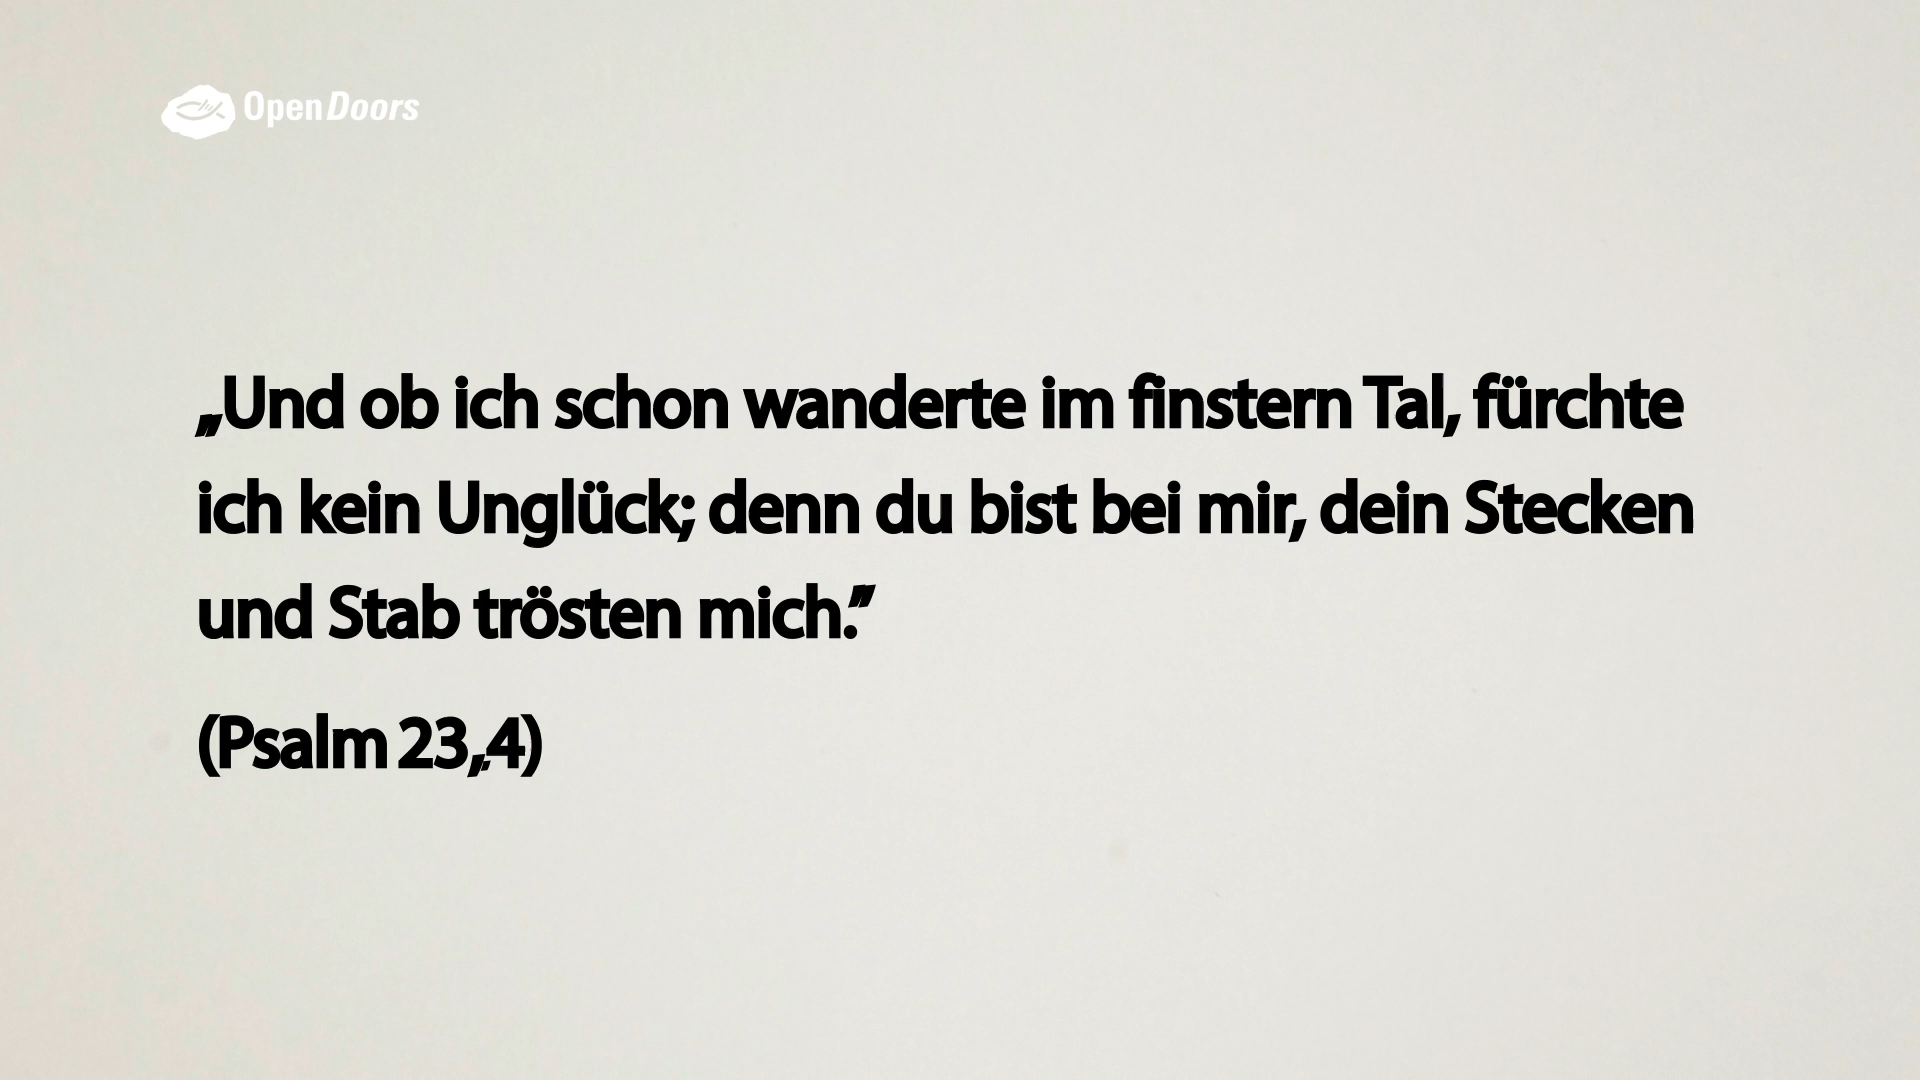 OpenDoors
„Und ob ich schon wanderte im finstern Tal, fürchte
ich kein Unglück; denn du bist bei mir, dein Stecken
und Stab trösten mich.”
(Psalm 23,.4)